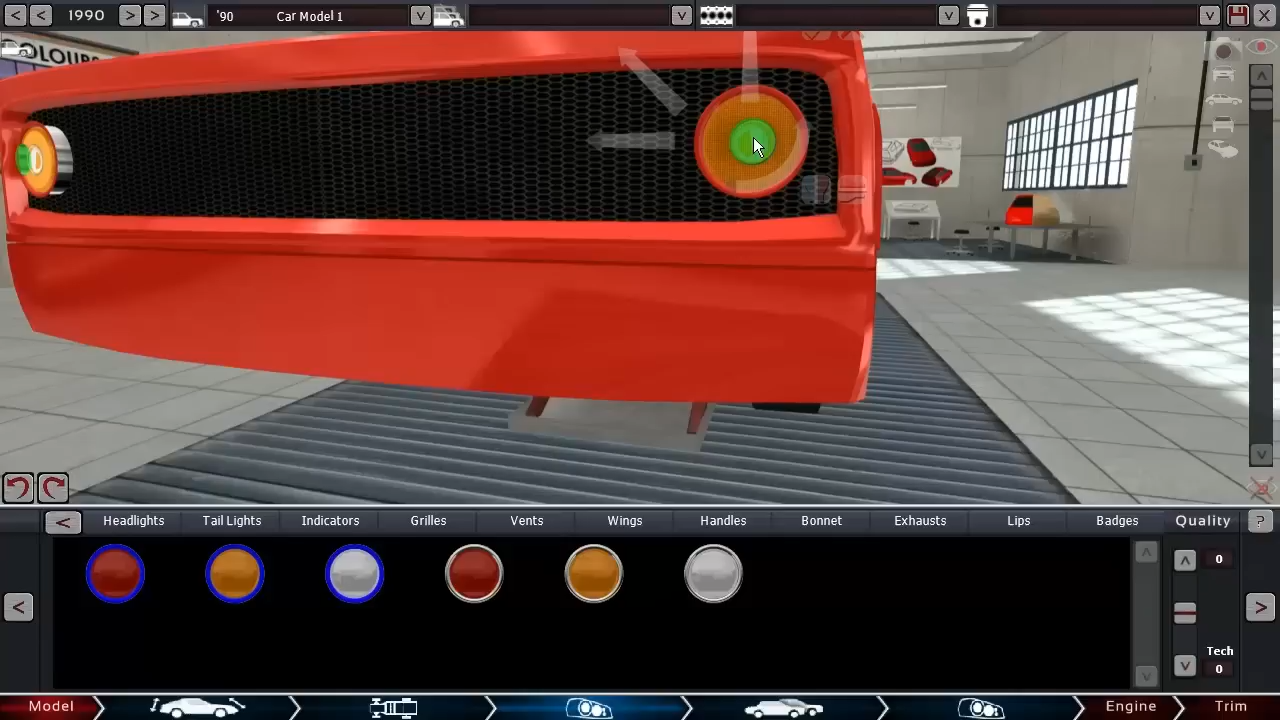 < < 1990 > > '90 Car Model 1 V V V V X
COLOURS
< Headlights Tail Lights Indicators Grilles Vents Wings Handles Bonnet Exhausts Lips Badges Quality ?
0
< >
Tech
0
Model Engine Trim